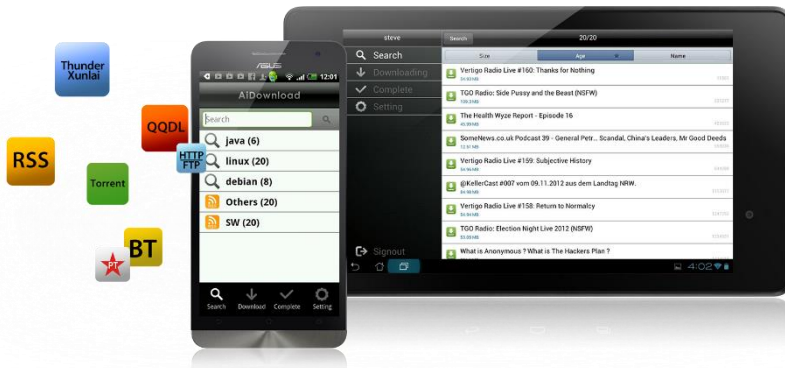 Thunder
Xunlai
QQDL
HTTP
FTP
RSS
Torrent
BT
PT
ASUS
12:01
AiDownload
Search
java (6)
linux (20)
debian (8)
Others (20)
SW (20)
Search
Download
Complete
Setting
steve
Search
20/20
Search
Downloading
Complete
Setting
Signout
Size
Age
Name
Vertigo Radio Live #160: Thanks for Nothing
TGO Radio: Side Pussy and the Beast (NSFW)
The Health Wyze Report - Episode 16
SomeNews.co.uk Podcast 39 - General Petr... Scandal, China's Leaders, Mr Good Deeds
Vertigo Radio Live #159: Subjective History
@KellerCast #007 vom 09.11.2012 aus dem Landtag NRW.
Vertigo Radio Live #158: Return to Normalcy
TGO Radio: Election Night Live 2012 (NSFW)
What is Anonymous ? What is The Hackers Plan ?
4:02